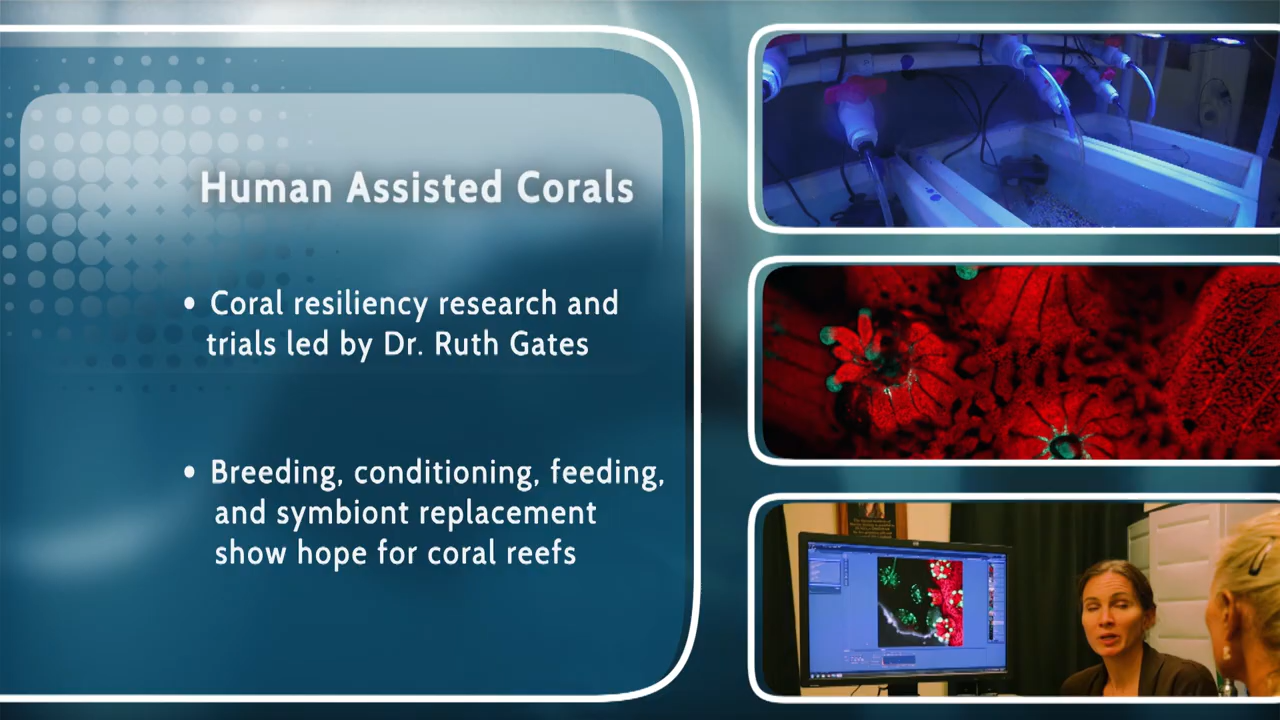 Human Assisted Corals
• Coral resiliency research and
trials led by Dr. Ruth Gates
• Breeding, conditioning, feeding,
and symbiont replacement
show hope for coral reefs